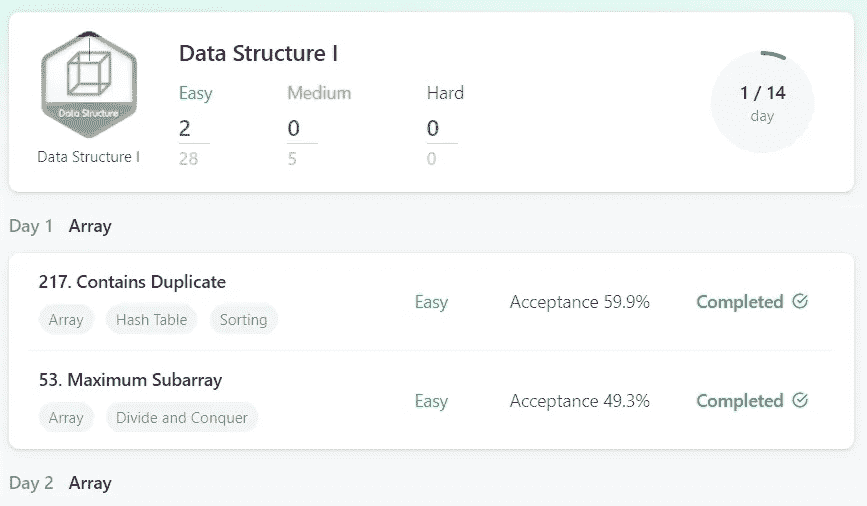 Data Structure I
Easy Medium Hard
2 0 0
28 5 0
Data Structure
Data Structure I
1 / 14
day
Day 1 Array
217. Contains Duplicate
Array Hash Table Sorting
Easy Acceptance 59.9% Completed
53. Maximum Subarray
Array Divide and Conquer
Easy Acceptance 49.3% Completed
Day 2 Array